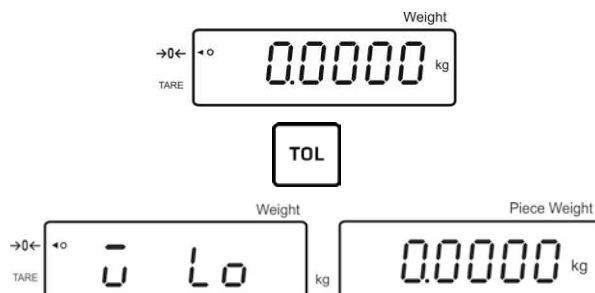 Weight
→0← ◄○ 0.0000 kg
TARE
TOL
Weight Piece Weight
→0← ◄○ ū Lo kg 0.0000 kg
TARE